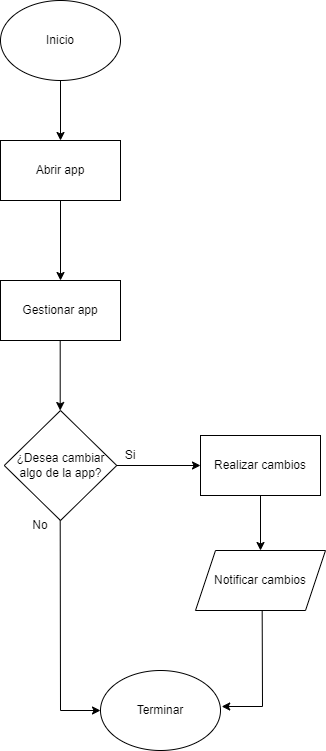 Inicio
Abrir app
Gestionar app
¿Desea cambiar
algo de la app?
Si
Realizar cambios
No
Notificar cambios
Terminar